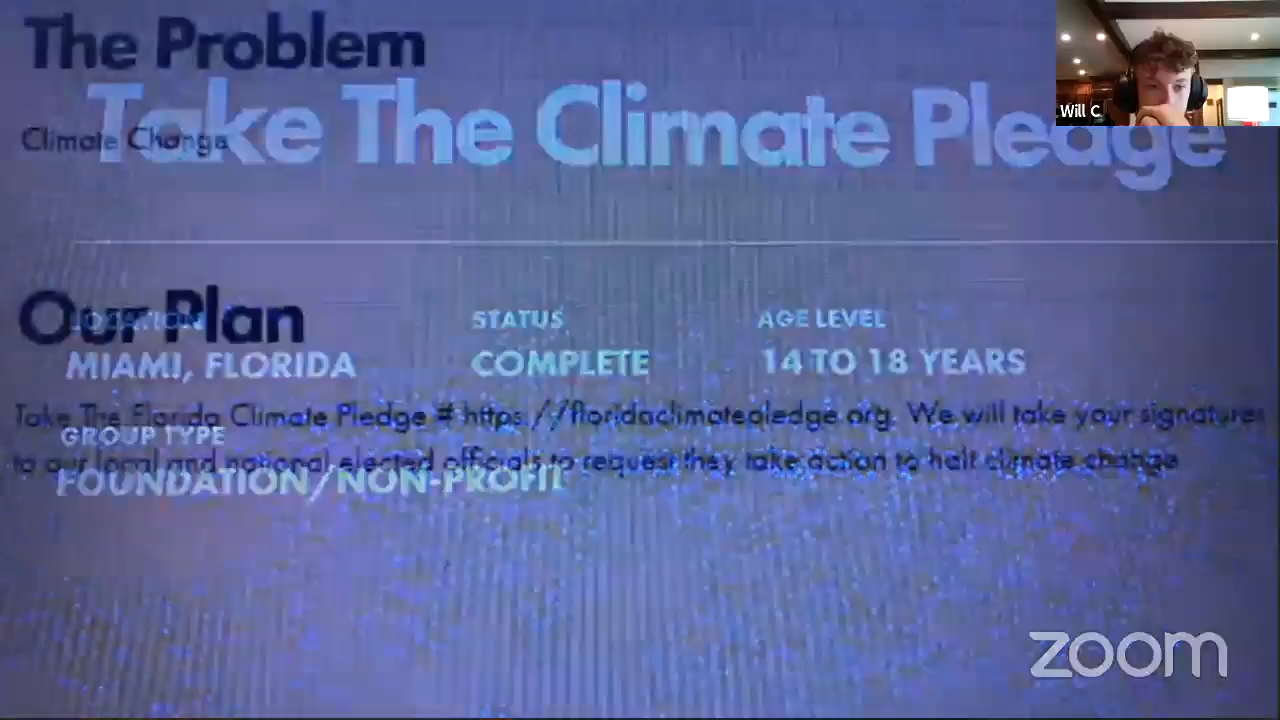 The Problem
Take The Climate Pledge
Climate Change
Will C
Our Plan
LOCATION
STATUS
AGE LEVEL
MIAMI, FLORIDA
COMPLETE
14 TO 18 YEARS
Take The Florida Climate Pledge # https://floridaclimatepledge.org. We will take your signatures
GROUP TYPE
to our local and national elected officials to request they take action to halt climate change
FOUNDATION/NON-PROFIT
zoom